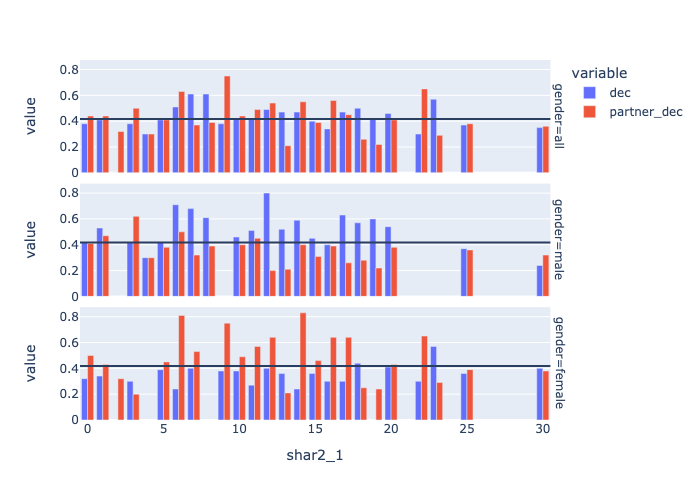 variable
dec
partner_dec
value
0.8
0.6
0.4
0.2
0
gender=all
value
0.8
0.6
0.4
0.2
0
gender=male
value
0.8
0.6
0.4
0.2
0
gender=female
0 5 10 15 20 25 30
shar2_1